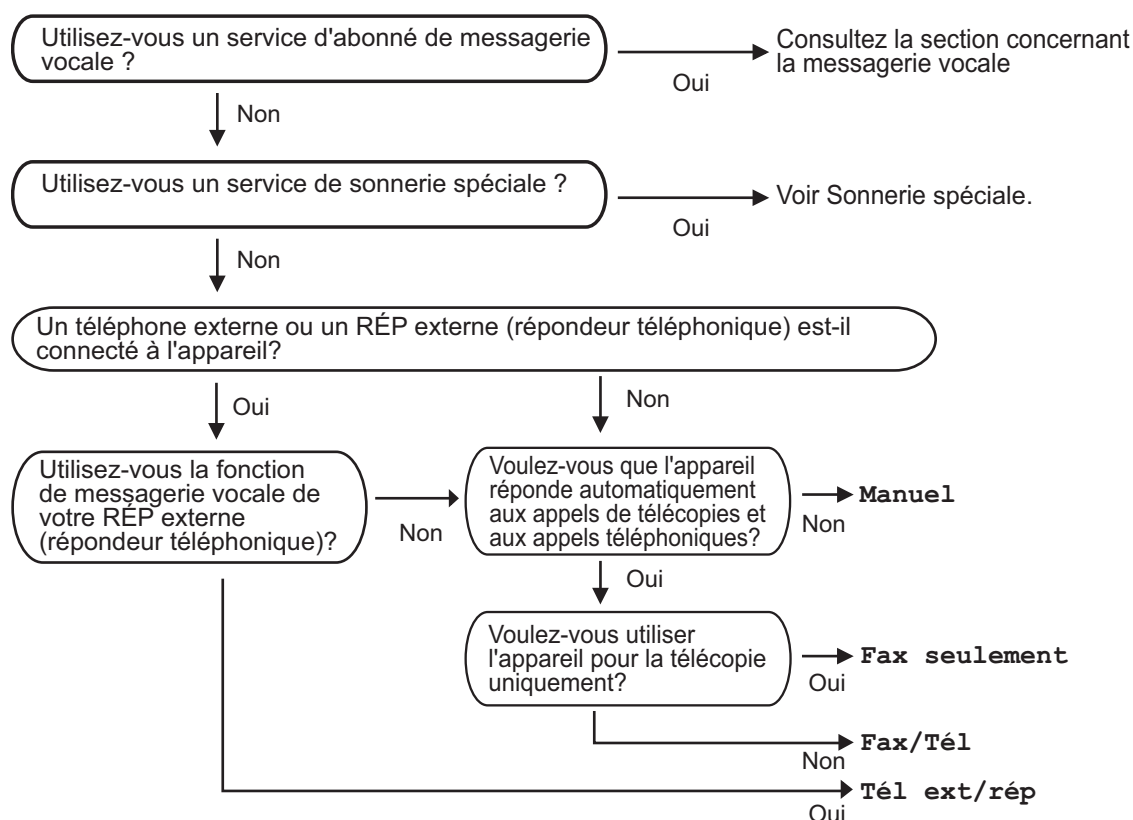 Utilisez-vous un service d'abonné de messagerie
vocale ?
Oui
Consultez la section concernant
la messagerie vocale
Non
Utilisez-vous un service de sonnerie spéciale ?
Oui
Voir Sonnerie spéciale.
Non
Un téléphone externe ou un RÉP externe (répondeur téléphonique) est-il
connecté à l'appareil?
Oui
Non
Utilisez-vous la fonction
de messagerie vocale de
votre RÉP externe
(répondeur téléphonique)?
Non
Voulez-vous que l'appareil
réponde automatiquement
aux appels de télécopies et
aux appels téléphoniques?
Manuel
Non
Oui
Voulez-vous utiliser
l'appareil pour la télécopie
uniquement?
Fax seulement
Oui
Fax/Tél
Non
Tél ext/rép
Oui